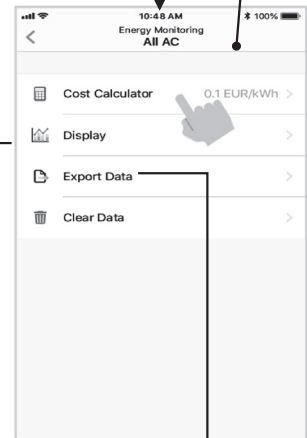 10:48 AM
100%
Energy Monitoring
All AC
Cost Calculator 0.1 EUR/kWh
Display
Export Data
Clear Data